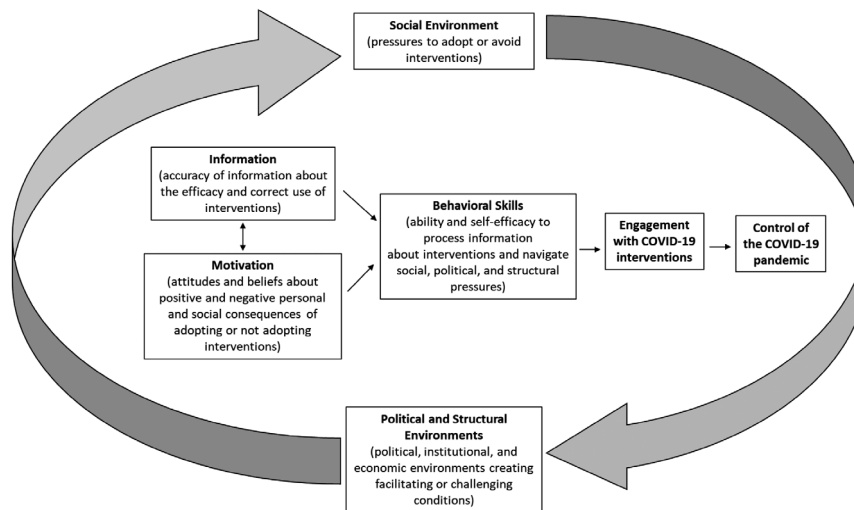 Social Environment
(pressures to adopt or avoid
interventions)
Information
(accuracy of information about
the efficacy and correct use of
interventions)
Motivation
(attitudes and beliefs about
positive and negative personal
and social consequences of
adopting or not adopting
interventions)
Behavioral Skills
(ability and self-efficacy to
process information
about interventions and navigate
social, political, and structural
pressures)
Engagement
with COVID-19
interventions
Control of
the COVID-19
pandemic
Political and Structural
Environments
(political, institutional, and
economic environments creating
facilitating or challenging
conditions)